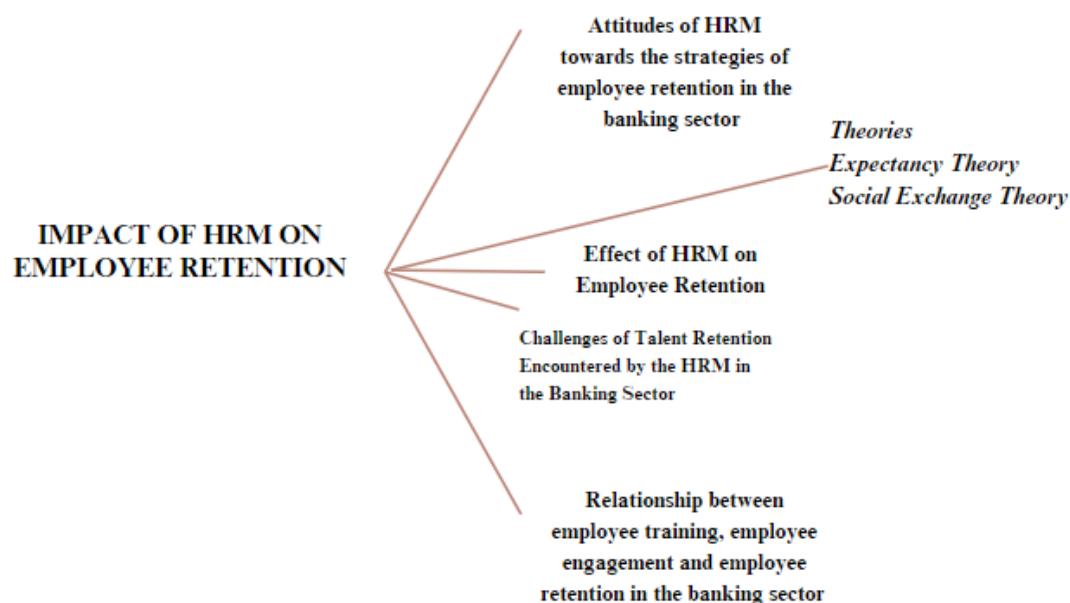 Attitudes of HRM
towards the strategies of
employee retention in the
banking sector
Theories
Expectancy Theory
Social Exchange Theory
IMPACT OF HRM ON
EMPLOYEE RETENTION
Effect of HRM on
Employee Retention
Challenges of Talent Retention
Encountered by the HRM in
the Banking Sector
Relationship between
employee training, employee
engagement and employee
retention in the banking sector